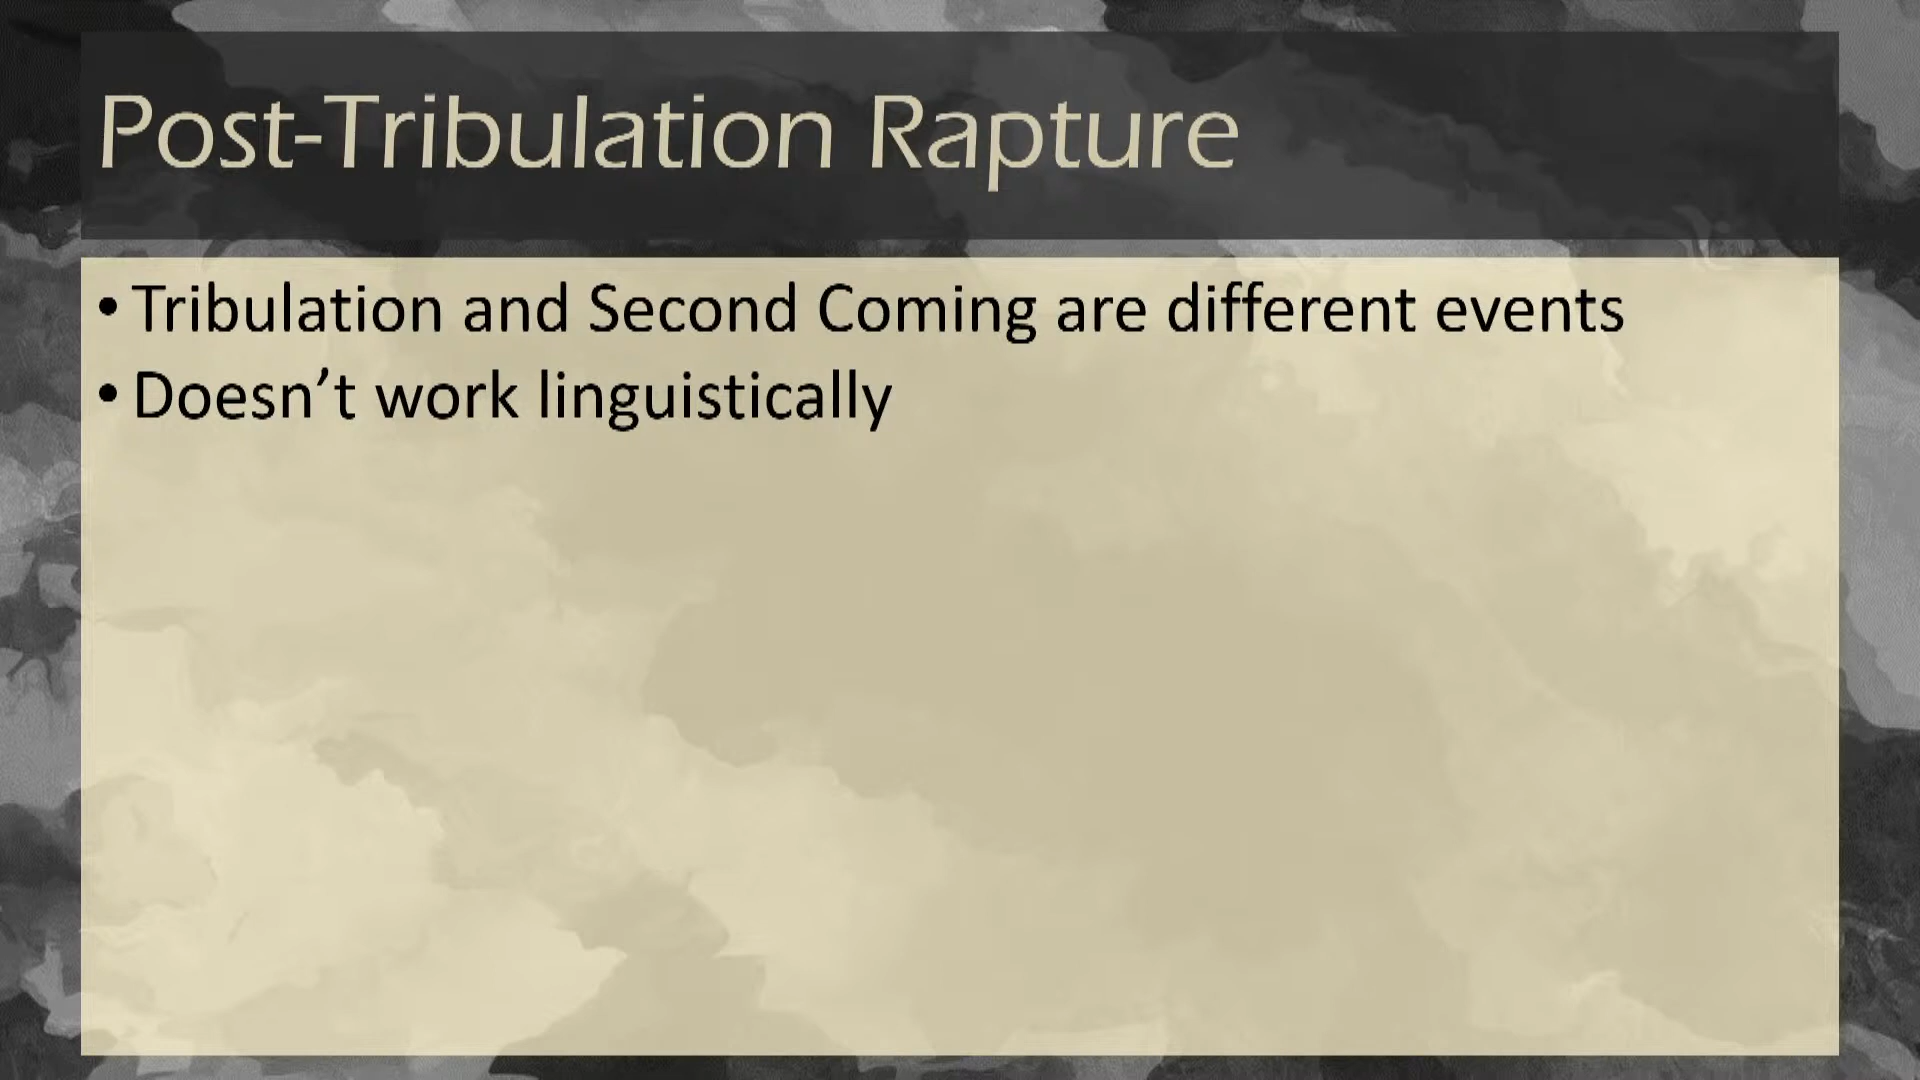 Post-Tribulation Rapture
• Tribulation and Second Coming are different events
• Doesn’t work linguistically